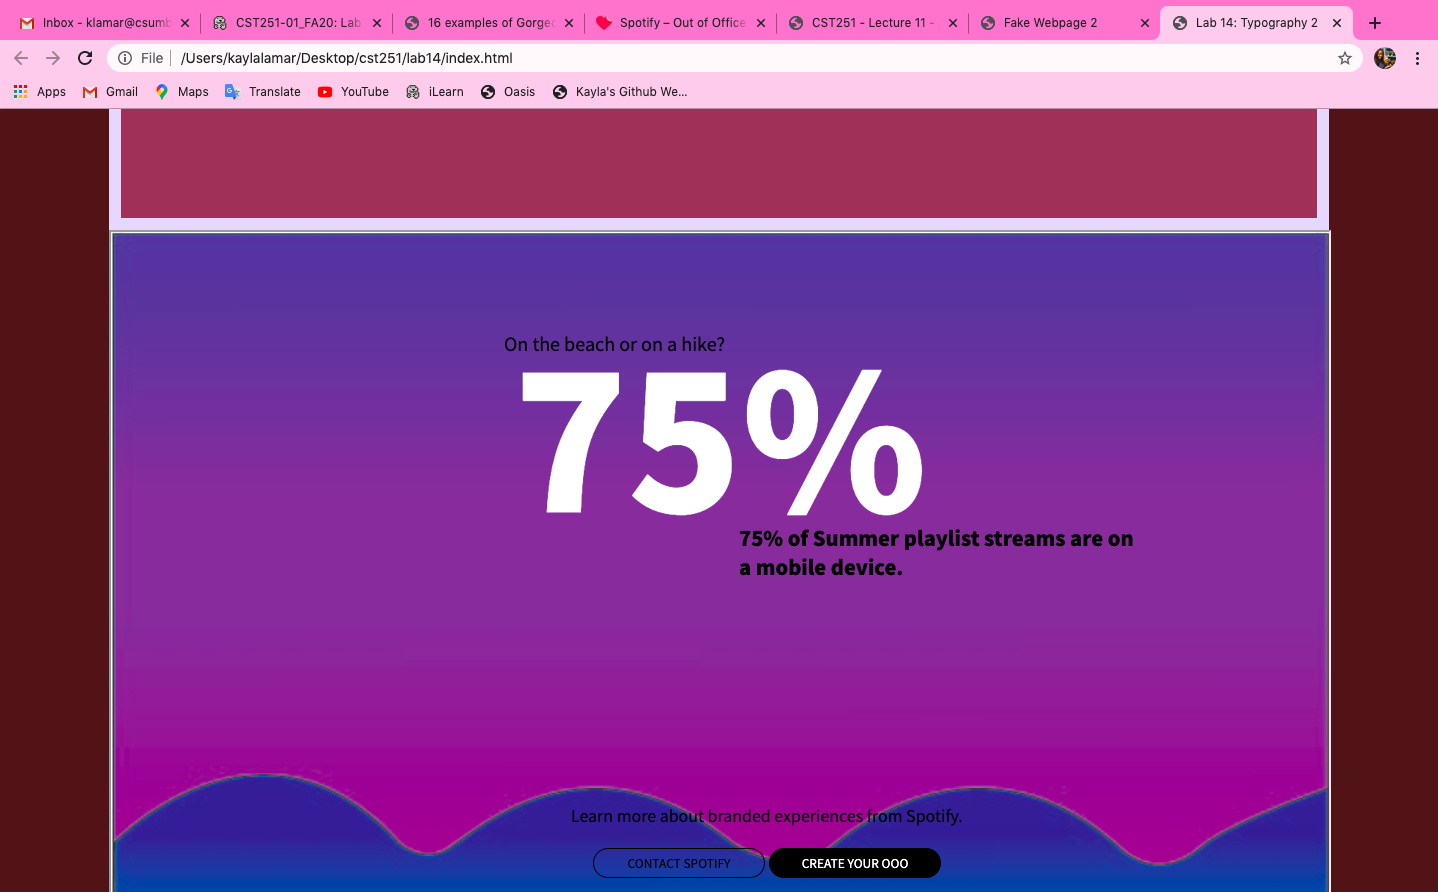 Inbox - klamar@csumb
CST251-01_FA20: Lab
16 examples of Gorgeo
Spotify – Out of Office
CST251 - Lecture 11 -
Fake Webpage 2
Lab 14: Typography 2
File /Users/kaylalamar/Desktop/cst251/lab14/index.html
Apps Gmail Maps Translate YouTube iLearn Oasis Kayla's Github We...
On the beach or on a hike?
75%
75% of Summer playlist streams are on
a mobile device.
Learn more about branded experiences from Spotify.
CONTACT SPOTIFY CREATE YOUR OOO